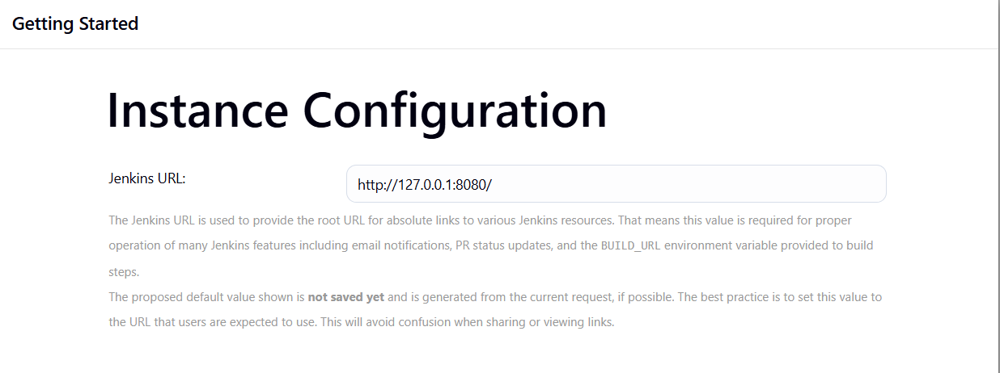 Getting Started
Instance Configuration
Jenkins URL:
http://127.0.0.1:8080/
The Jenkins URL is used to provide the root URL for absolute links to various Jenkins resources. That means this value is required for proper
operation of many Jenkins features including email notifications, PR status updates, and the BUILD_URL environment variable provided to build
steps.
The proposed default value shown is not saved yet and is generated from the current request, if possible. The best practice is to set this value to
the URL that users are expected to use. This will avoid confusion when sharing or viewing links.